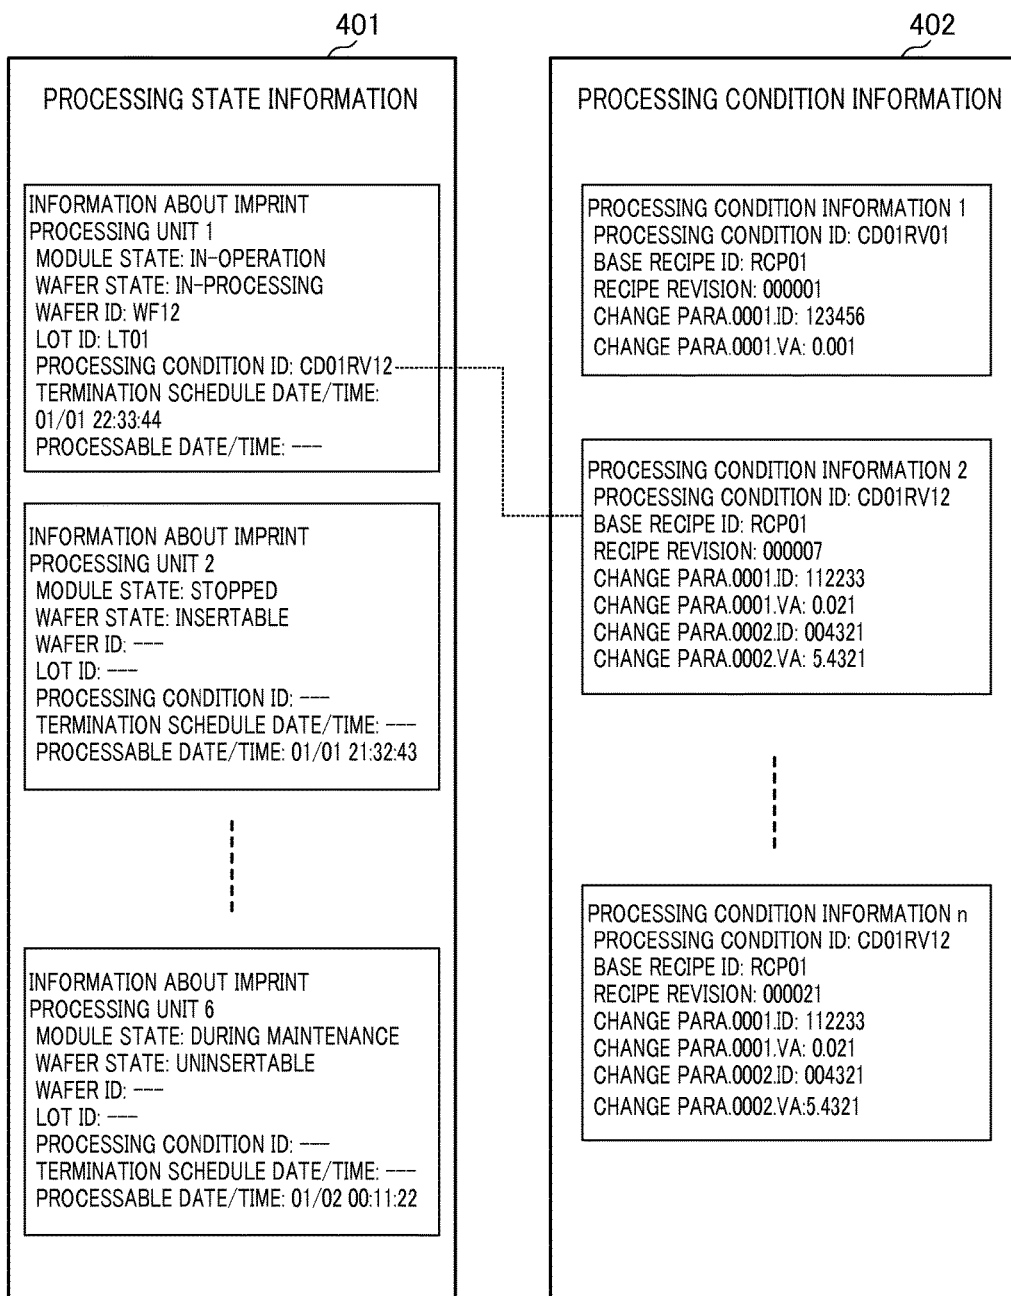 401
PROCESSING STATE INFORMATION
INFORMATION ABOUT IMPRINT
PROCESSING UNIT 1
MODULE STATE: IN-OPERATION
WAFER STATE: IN-PROCESSING
WAFER ID: WF12
LOT ID: LT01
PROCESSING CONDITION ID: CD01RV12
TERMINATION SCHEDULE DATE/TIME:
01/01 22:33:44
PROCESSABLE DATE/TIME: ---
INFORMATION ABOUT IMPRINT
PROCESSING UNIT 2
MODULE STATE: STOPPED
WAFER STATE: INSERTABLE
WAFER ID: ---
LOT ID: ---
PROCESSING CONDITION ID: ---
TERMINATION SCHEDULE DATE/TIME: ---
PROCESSABLE DATE/TIME: 01/01 21:32:43
INFORMATION ABOUT IMPRINT
PROCESSING UNIT 6
MODULE STATE: DURING MAINTENANCE
WAFER STATE: UNINSERTABLE
WAFER ID: ---
LOT ID: ---
PROCESSING CONDITION ID: ---
TERMINATION SCHEDULE DATE/TIME: ---
PROCESSABLE DATE/TIME: 01/02 00:11:22
402
PROCESSING CONDITION INFORMATION
PROCESSING CONDITION INFORMATION 1
PROCESSING CONDITION ID: CD01RV01
BASE RECIPE ID: RCP01
RECIPE REVISION: 000001
CHANGE PARA.0001.ID: 123456
CHANGE PARA.0001.VA: 0.001
PROCESSING CONDITION INFORMATION 2
PROCESSING CONDITION ID: CD01RV12
BASE RECIPE ID: RCP01
RECIPE REVISION: 000007
CHANGE PARA.0001.ID: 112233
CHANGE PARA.0001.VA: 0.021
CHANGE PARA.0002.ID: 004321
CHANGE PARA.0002.VA: 5.4321
PROCESSING CONDITION INFORMATION n
PROCESSING CONDITION ID: CD01RV12
BASE RECIPE ID: RCP01
RECIPE REVISION: 000021
CHANGE PARA.0001.ID: 112233
CHANGE PARA.0001.VA: 0.021
CHANGE PARA.0002.ID: 004321
CHANGE PARA.0002.VA:5.4321